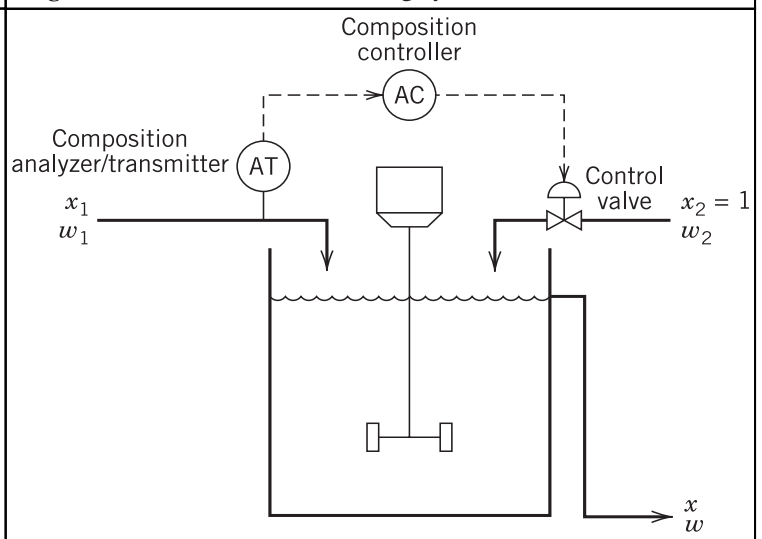 Composition
controller
AC
Composition
analyzer/transmitter
AT
Control
valve
x₁
w₁
x₂ = 1
w₂
x
w